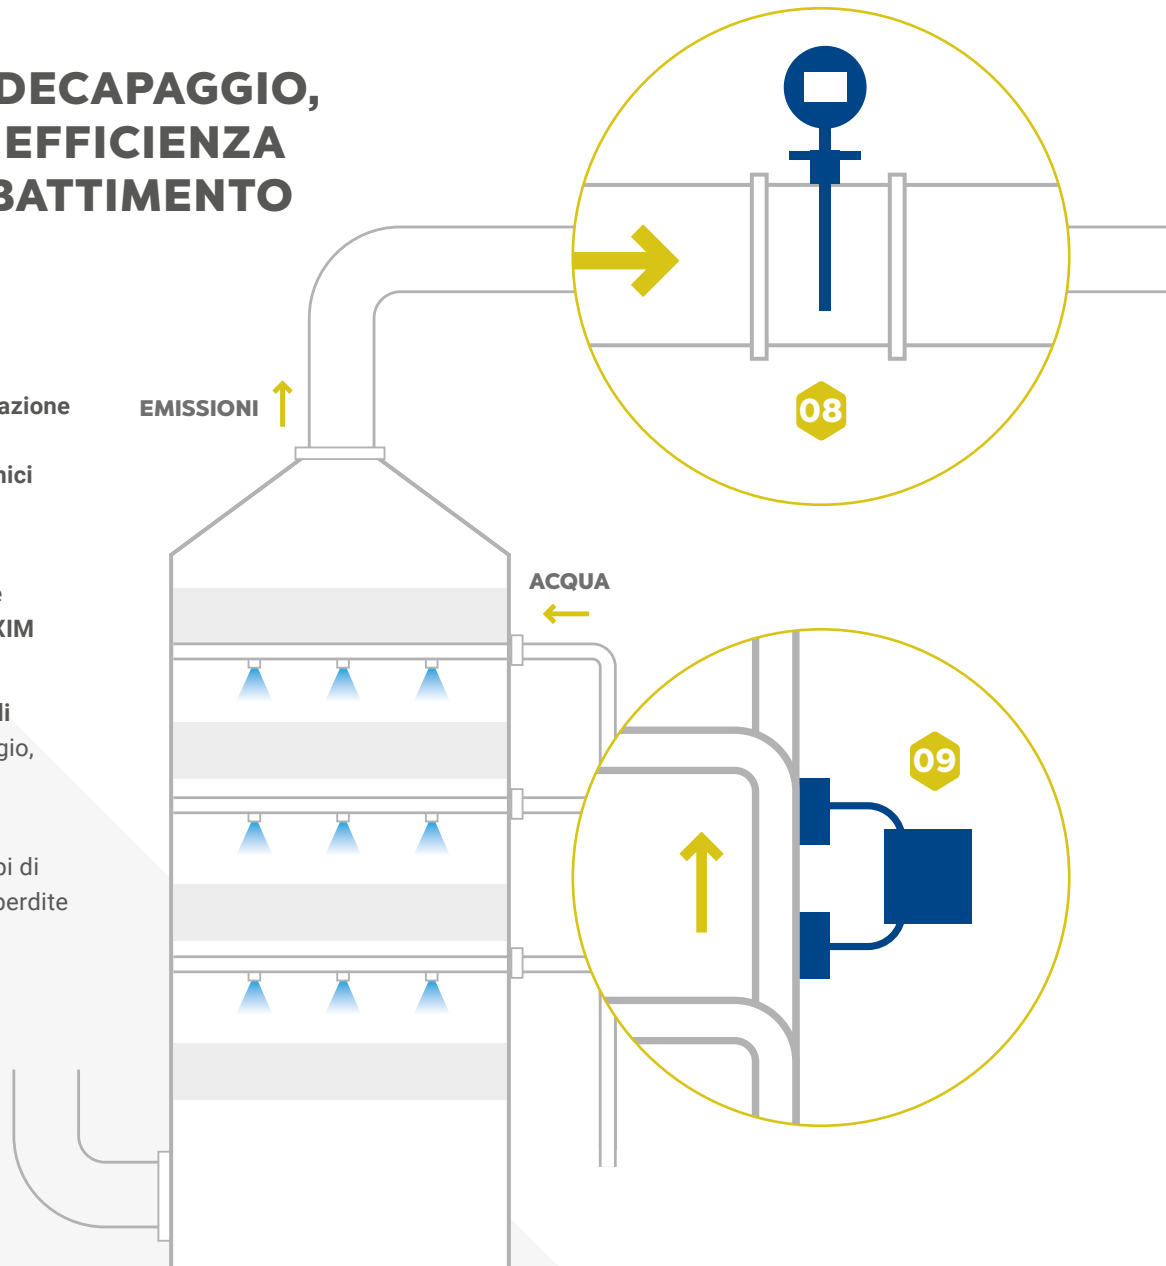 DECAPAGGIO,
EFFICIENZA
BATTIMENTO
08
azione
EMISSIONI
nici
ACQUA
e
XIM
li
gio,
09
pi di
perdite